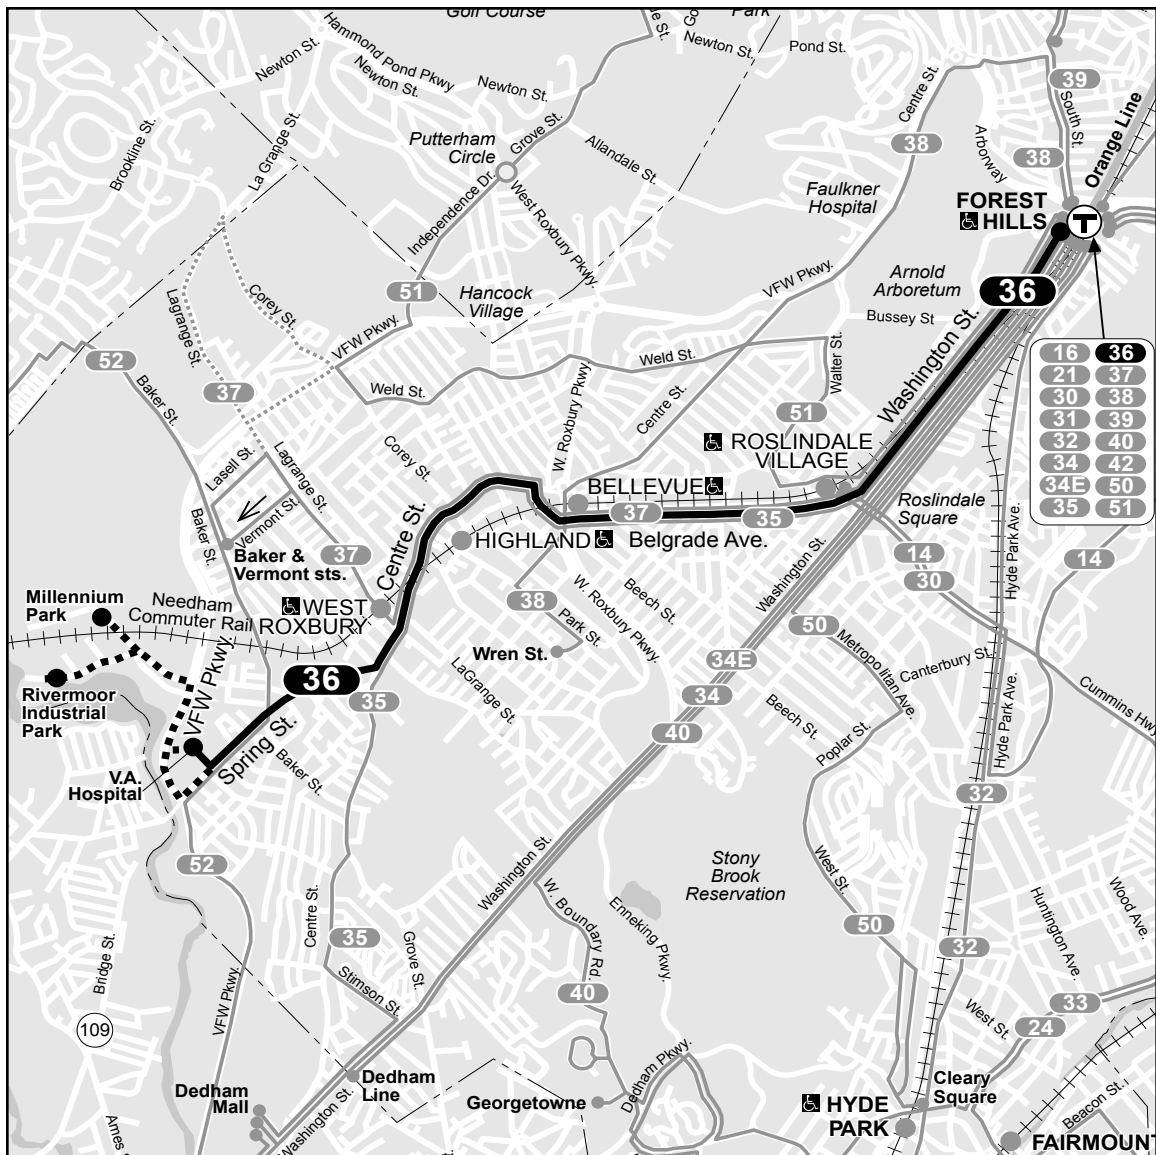 Golf Course
Park
Newton St.
Pond St.
Hammond Pond Pkwy
Newton St.
Newton St.
Newton St.
Centre St.
39
South St.
Orange Line
Brookline St.
La Grange St.
Putterham
Circle
Grove St.
Allandale St.
38
Arborway
38
Independence Dr.
West Roxbury Pkwy.
Faulkner
Hospital
FOREST
HILLS
T
51
Hancock
Village
VFW Pkwy.
Arnold
Arboretum
36
Bussey St
Lagrange St.
Corey St.
VFW Pkwy.
Washington St.
52
Baker St.
37
Weld St.
Weld St.
Walter St.
W. Roxbury Pkwy.
Centre St.
51
16 36
21 37
30 38
31 39
32 40
34 42
34E 50
35 51
Corey St.
ROSLINDALE
VILLAGE
Lasell St.
Lagrange St.
Vermont St.
Baker St.
BELLEVUE
37
35
Roslindale
Square
Baker &
Vermont sts.
37
Centre St.
HIGHLAND
Belgrade Ave.
Washington St.
14
30
Hyde Park Ave.
14
Millennium
Park
Needham
Commuter Rail
WEST
ROXBURY
38
Park St.
W. Roxbury Pkwy.
Beech St.
50
Metropolitan Ave.
Canterbury St.
Wren St.
34E
36
35
34
40
LaGrange St.
Beech St.
Poplar St.
Hyde Park Ave.
Cummins Hwy
Rivermoor
Industrial
Park
VFW Pkwy.
Spring St.
Baker St.
V.A.
Hospital
32
52
Washington St.
Stony
Brook
Reservation
West St.
Centre St.
35
Grove St.
Stimson St.
W. Boundary Rd.
Enneking Pkwy.
50
32
Huntington Ave.
Wood Ave.
Bridge St.
109
VFW Pkwy.
40
West St.
33
24
Dedham
Mall
Dedham
Line
Washington St.
Georgetowne
Dedham Pkwy.
HYDE
PARK
Cleary
Square
Beacon St.
FAIRMOUNT
Ames